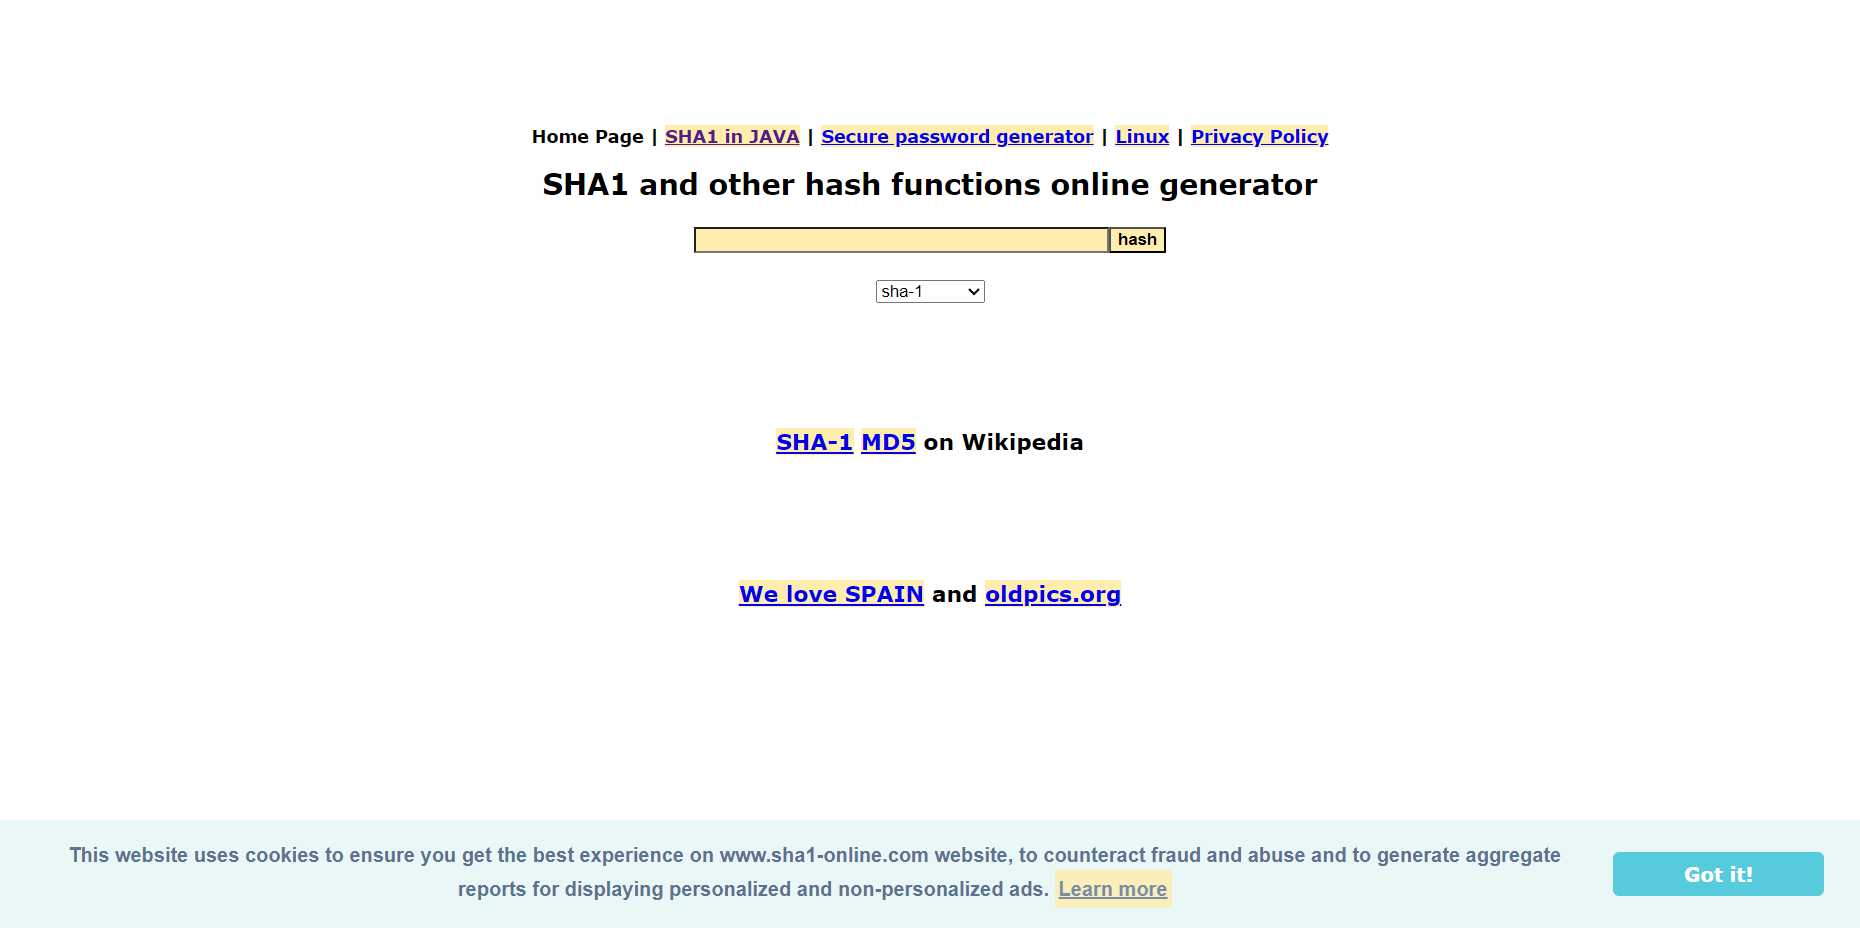 Home Page | SHA1 in JAVA | Secure password generator | Linux | Privacy Policy
SHA1 and other hash functions online generator
hash
sha-1
SHA-1 MD5 on Wikipedia
We love SPAIN and oldpics.org
This website uses cookies to ensure you get the best experience on www.sha1-online.com website, to counteract fraud and abuse and to generate aggregate
reports for displaying personalized and non-personalized ads. Learn more
Got it!